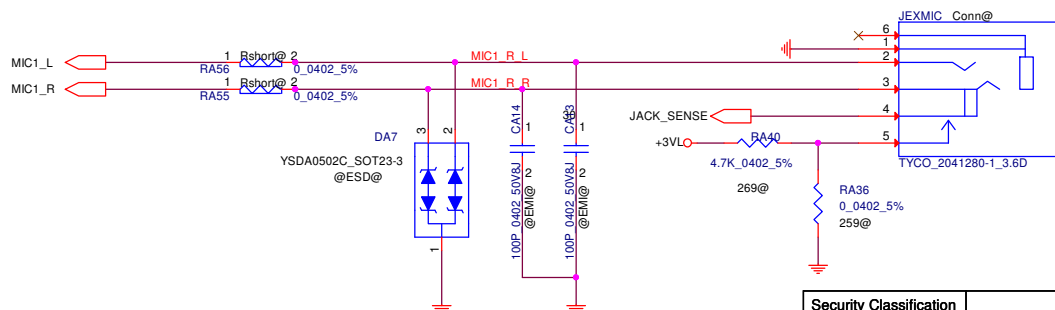 JEXMIC Conn@
6
1
MIC1_L
1 Rshort@ 2
MIC1_R_L
2
RA56
0_0402_5%
MIC1_R
1 Rshort@ 2
MIC1_R_R
3
RA55
0_0402_5%
JACK_SENSE
4
DA7
3
2
CA14
1
CA13
1
RA40
+3VL
5
YSDA0502C_SOT23-3
@ESD@
4.7K_0402_5%
TYCO_2041280-1_3.6D
100P_0402_50V8J
@EMI@
2
100P_0402_50V8J
@EMI@
2
269@
RA36
0_0402_5%
259@
1
Security Classification